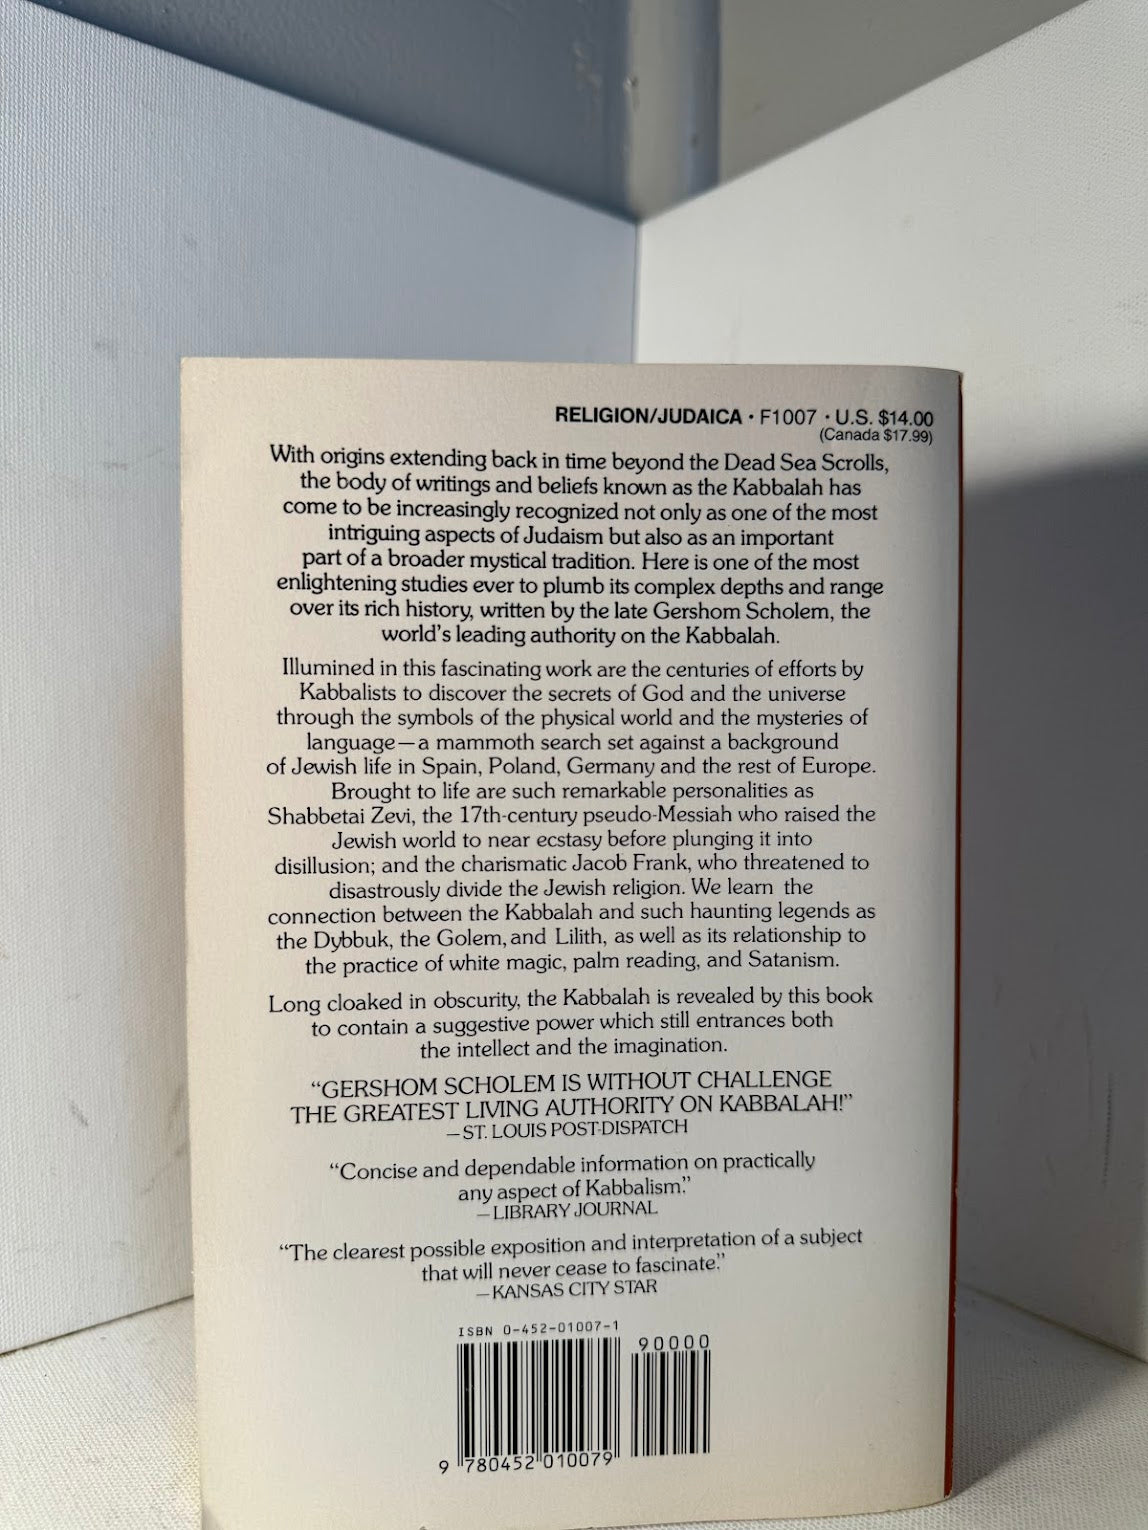 RELIGION/JUDAICA • F1007 • U.S. $14.00
(Canada $17.99)
With origins extending back in time beyond the Dead Sea Scrolls,
the body of writings and beliefs known as the Kabbalah has
come to be increasingly recognized not only as one of the most
intriguing aspects of Judaism but also as an important
part of a broader mystical tradition. Here is one of the most
enlightening studies ever to plumb its complex depths and range
over its rich history, written by the late Gershom Scholem, the
world's leading authority on the Kabbalah.
Illumined in this fascinating work are the centuries of efforts by
Kabbalists to discover the secrets of God and the universe
through the symbols of the physical world and the mysteries of
language—a mammoth search set against a background
of Jewish life in Spain, Poland, Germany and the rest of Europe.
Brought to life are such remarkable personalities as
Shabbetai Zevi, the 17th-century pseudo-Messiah who raised the
Jewish world to near ecstasy before plunging it into
disillusion; and the charismatic Jacob Frank, who threatened to
disastrously divide the Jewish religion. We learn the
connection between the Kabbalah and such haunting legends as
the Dybbuk, the Golem, and Lilith, as well as its relationship to
the practice of white magic, palm reading, and Satanism.
Long cloaked in obscurity, the Kabbalah is revealed by this book
to contain a suggestive power which still entrances both
the intellect and the imagination.
"GERSHOM SCHOLEM IS WITHOUT CHALLENGE
THE GREATEST LIVING AUTHORITY ON KABBALAH!"
—ST. LOUIS POST-DISPATCH
"Concise and dependable information on practically
any aspect of Kabbalism."
—LIBRARY JOURNAL
"The clearest possible exposition and interpretation of a subject
that will never cease to fascinate."
—KANSAS CITY STAR
ISBN 0-452-01007-1
90000
9 780452 010079